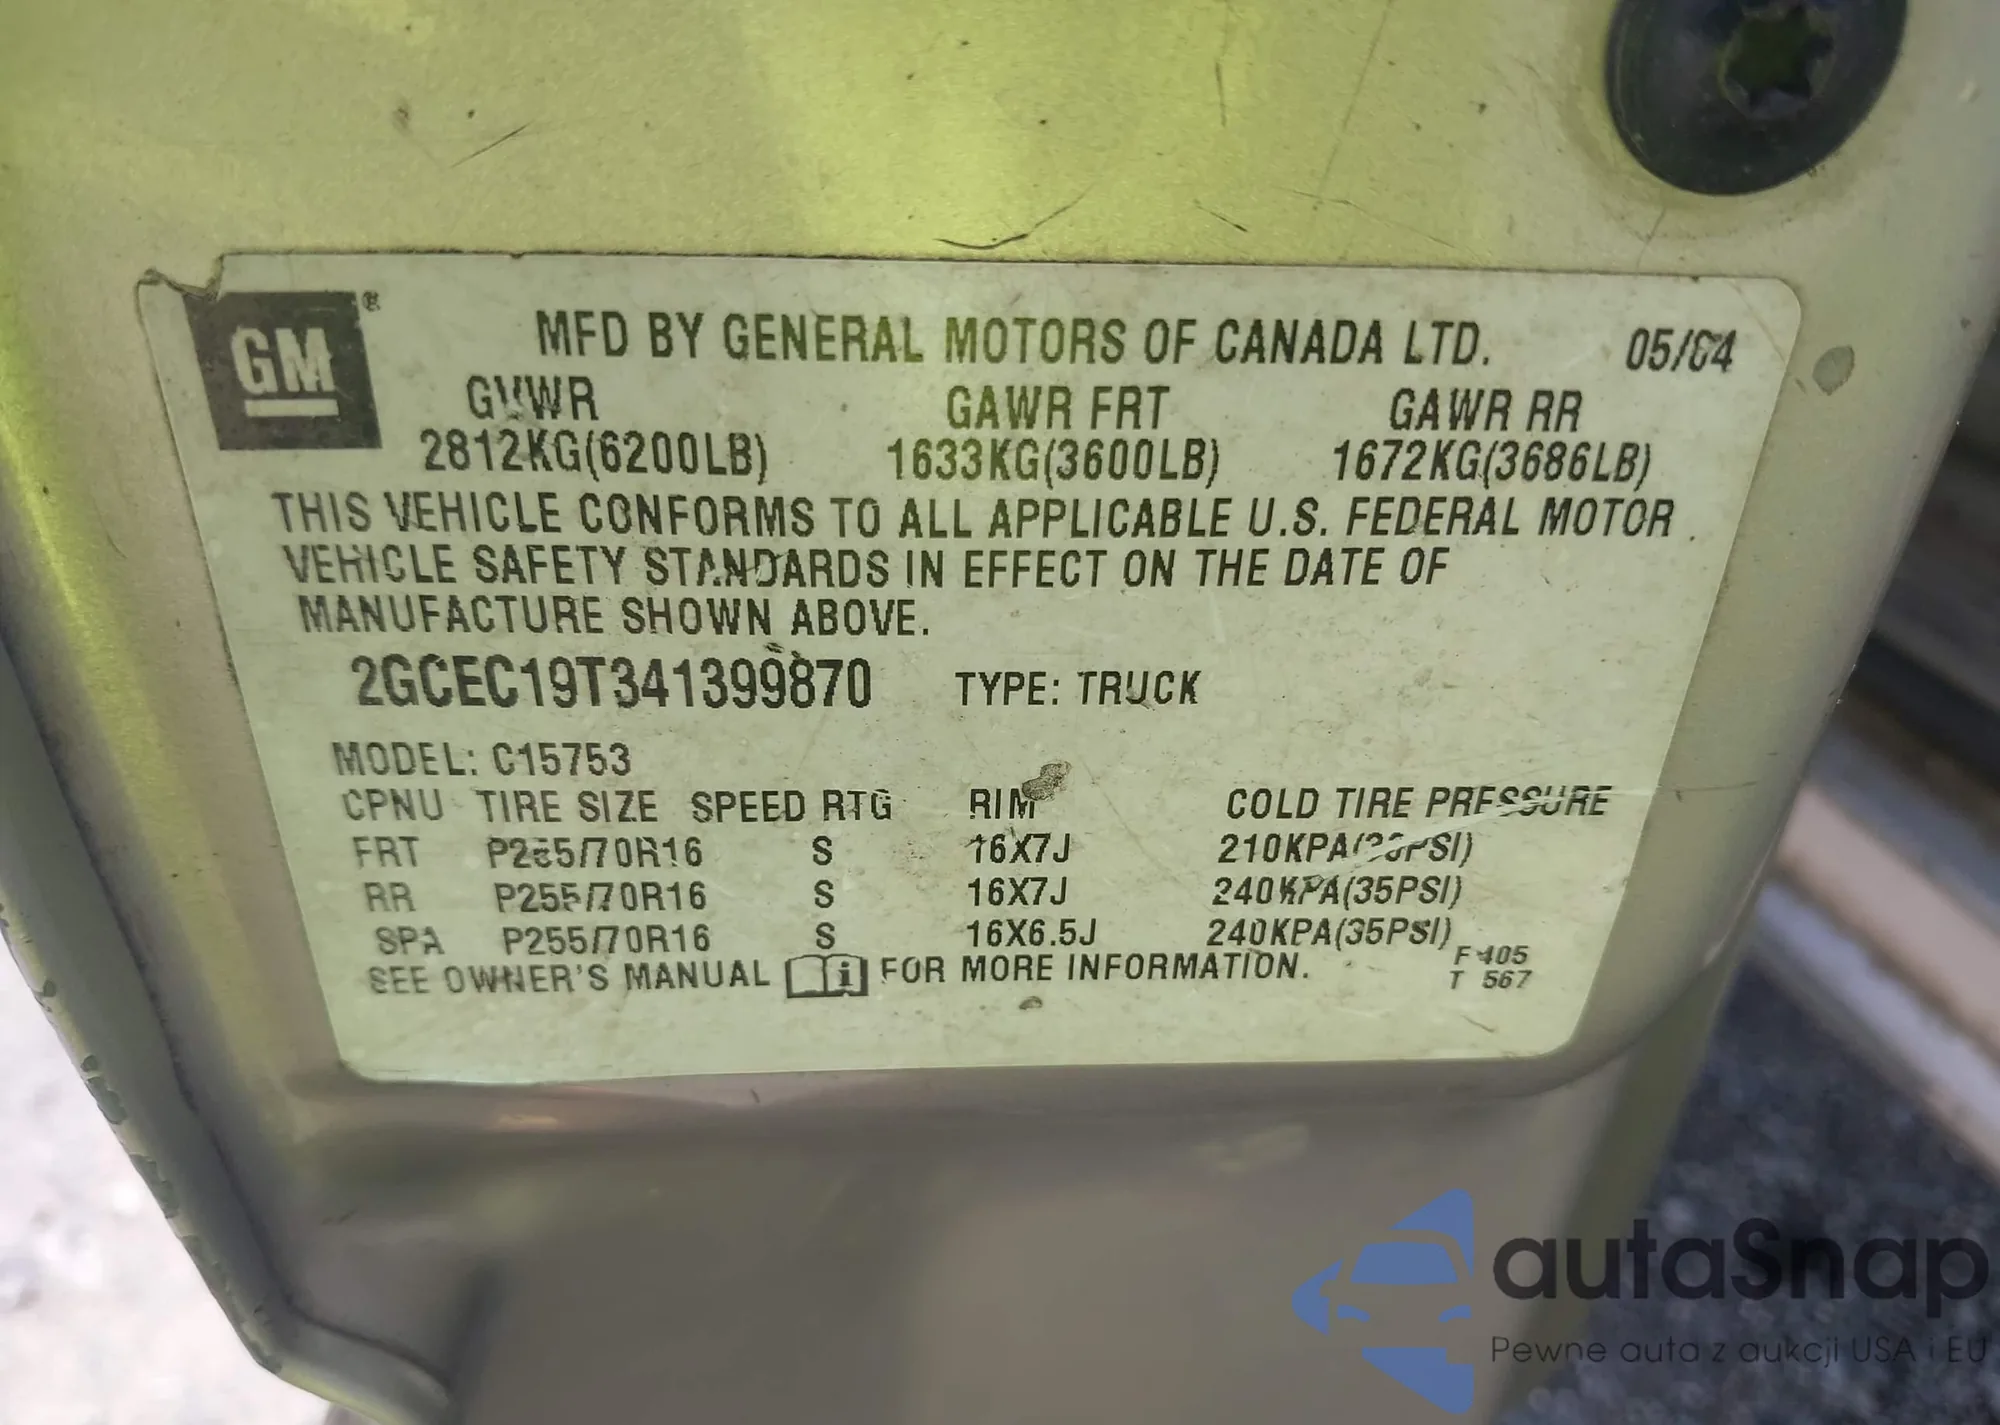 GM®
MFD BY GENERAL MOTORS OF CANADA LTD. 05/04
GVWR GAWR FRT GAWR RR
2812KG(6200LB) 1633KG(3600LB) 1672KG(3686LB)
THIS VEHICLE CONFORMS TO ALL APPLICABLE U.S. FEDERAL MOTOR
VEHICLE SAFETY STANDARDS IN EFFECT ON THE DATE OF
MANUFACTURE SHOWN ABOVE.
2GCEC19T341399870 TYPE: TRUCK
MODEL: C15753
CPNU TIRE SIZE SPEED RTG RIM COLD TIRE PRESSURE
FRT P255/70R16 S 16X7J 210KPA(30PSI)
RR P255/70R16 S 16X7J 240KPA(35PSI)
SPA P255/70R16 S 16X6.5J 240KPA(35PSI)
SEE OWNER'S MANUAL i FOR MORE INFORMATION.
F 405
T 567
autaSnap
Pewne auta z aukcji USA i EU